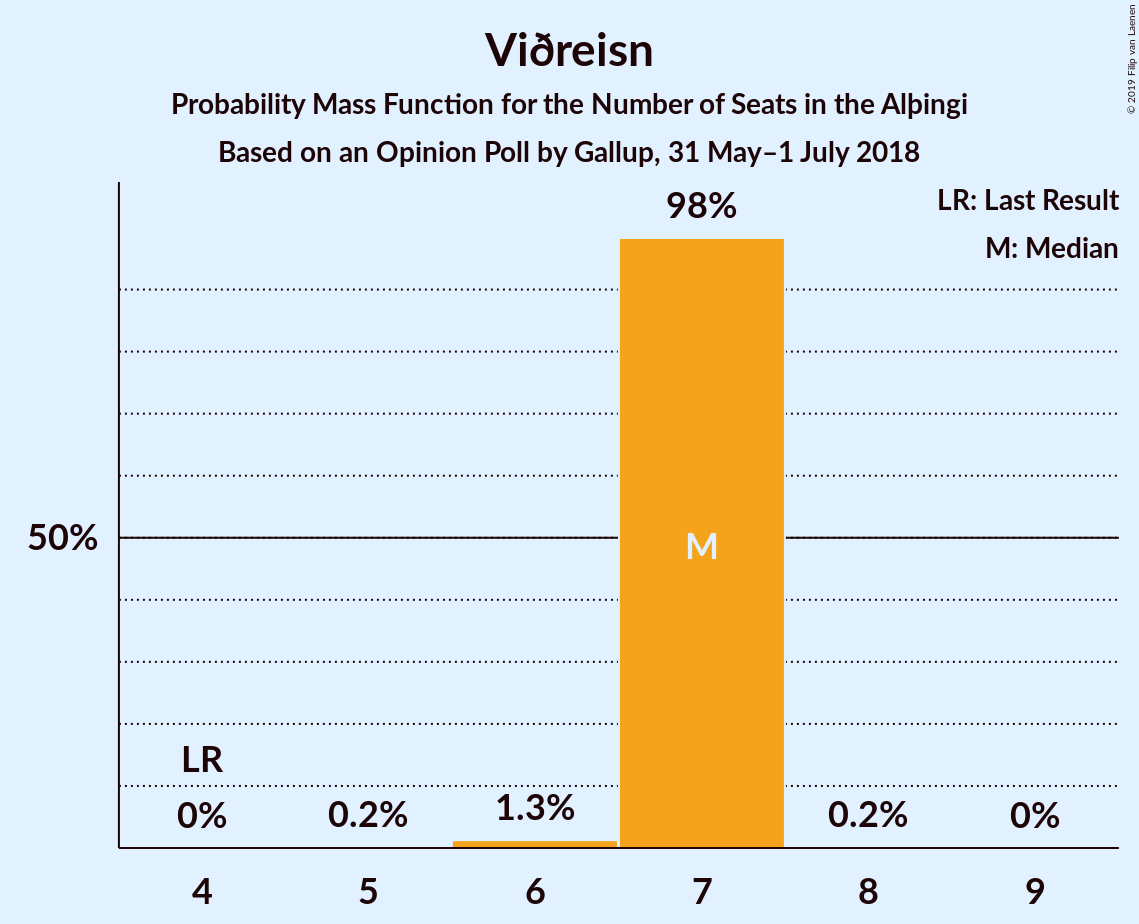 Viðreisn
Probability Mass Function for the Number of Seats in the Alþingi
Based on an Opinion Poll by Gallup, 31 May–1 July 2018
© 2019 Filip van Laenen
LR: Last Result
M: Median
98%
50%
M
LR
0%
0.2%
1.3%
0.2%
0%
4
5
6
7
8
9